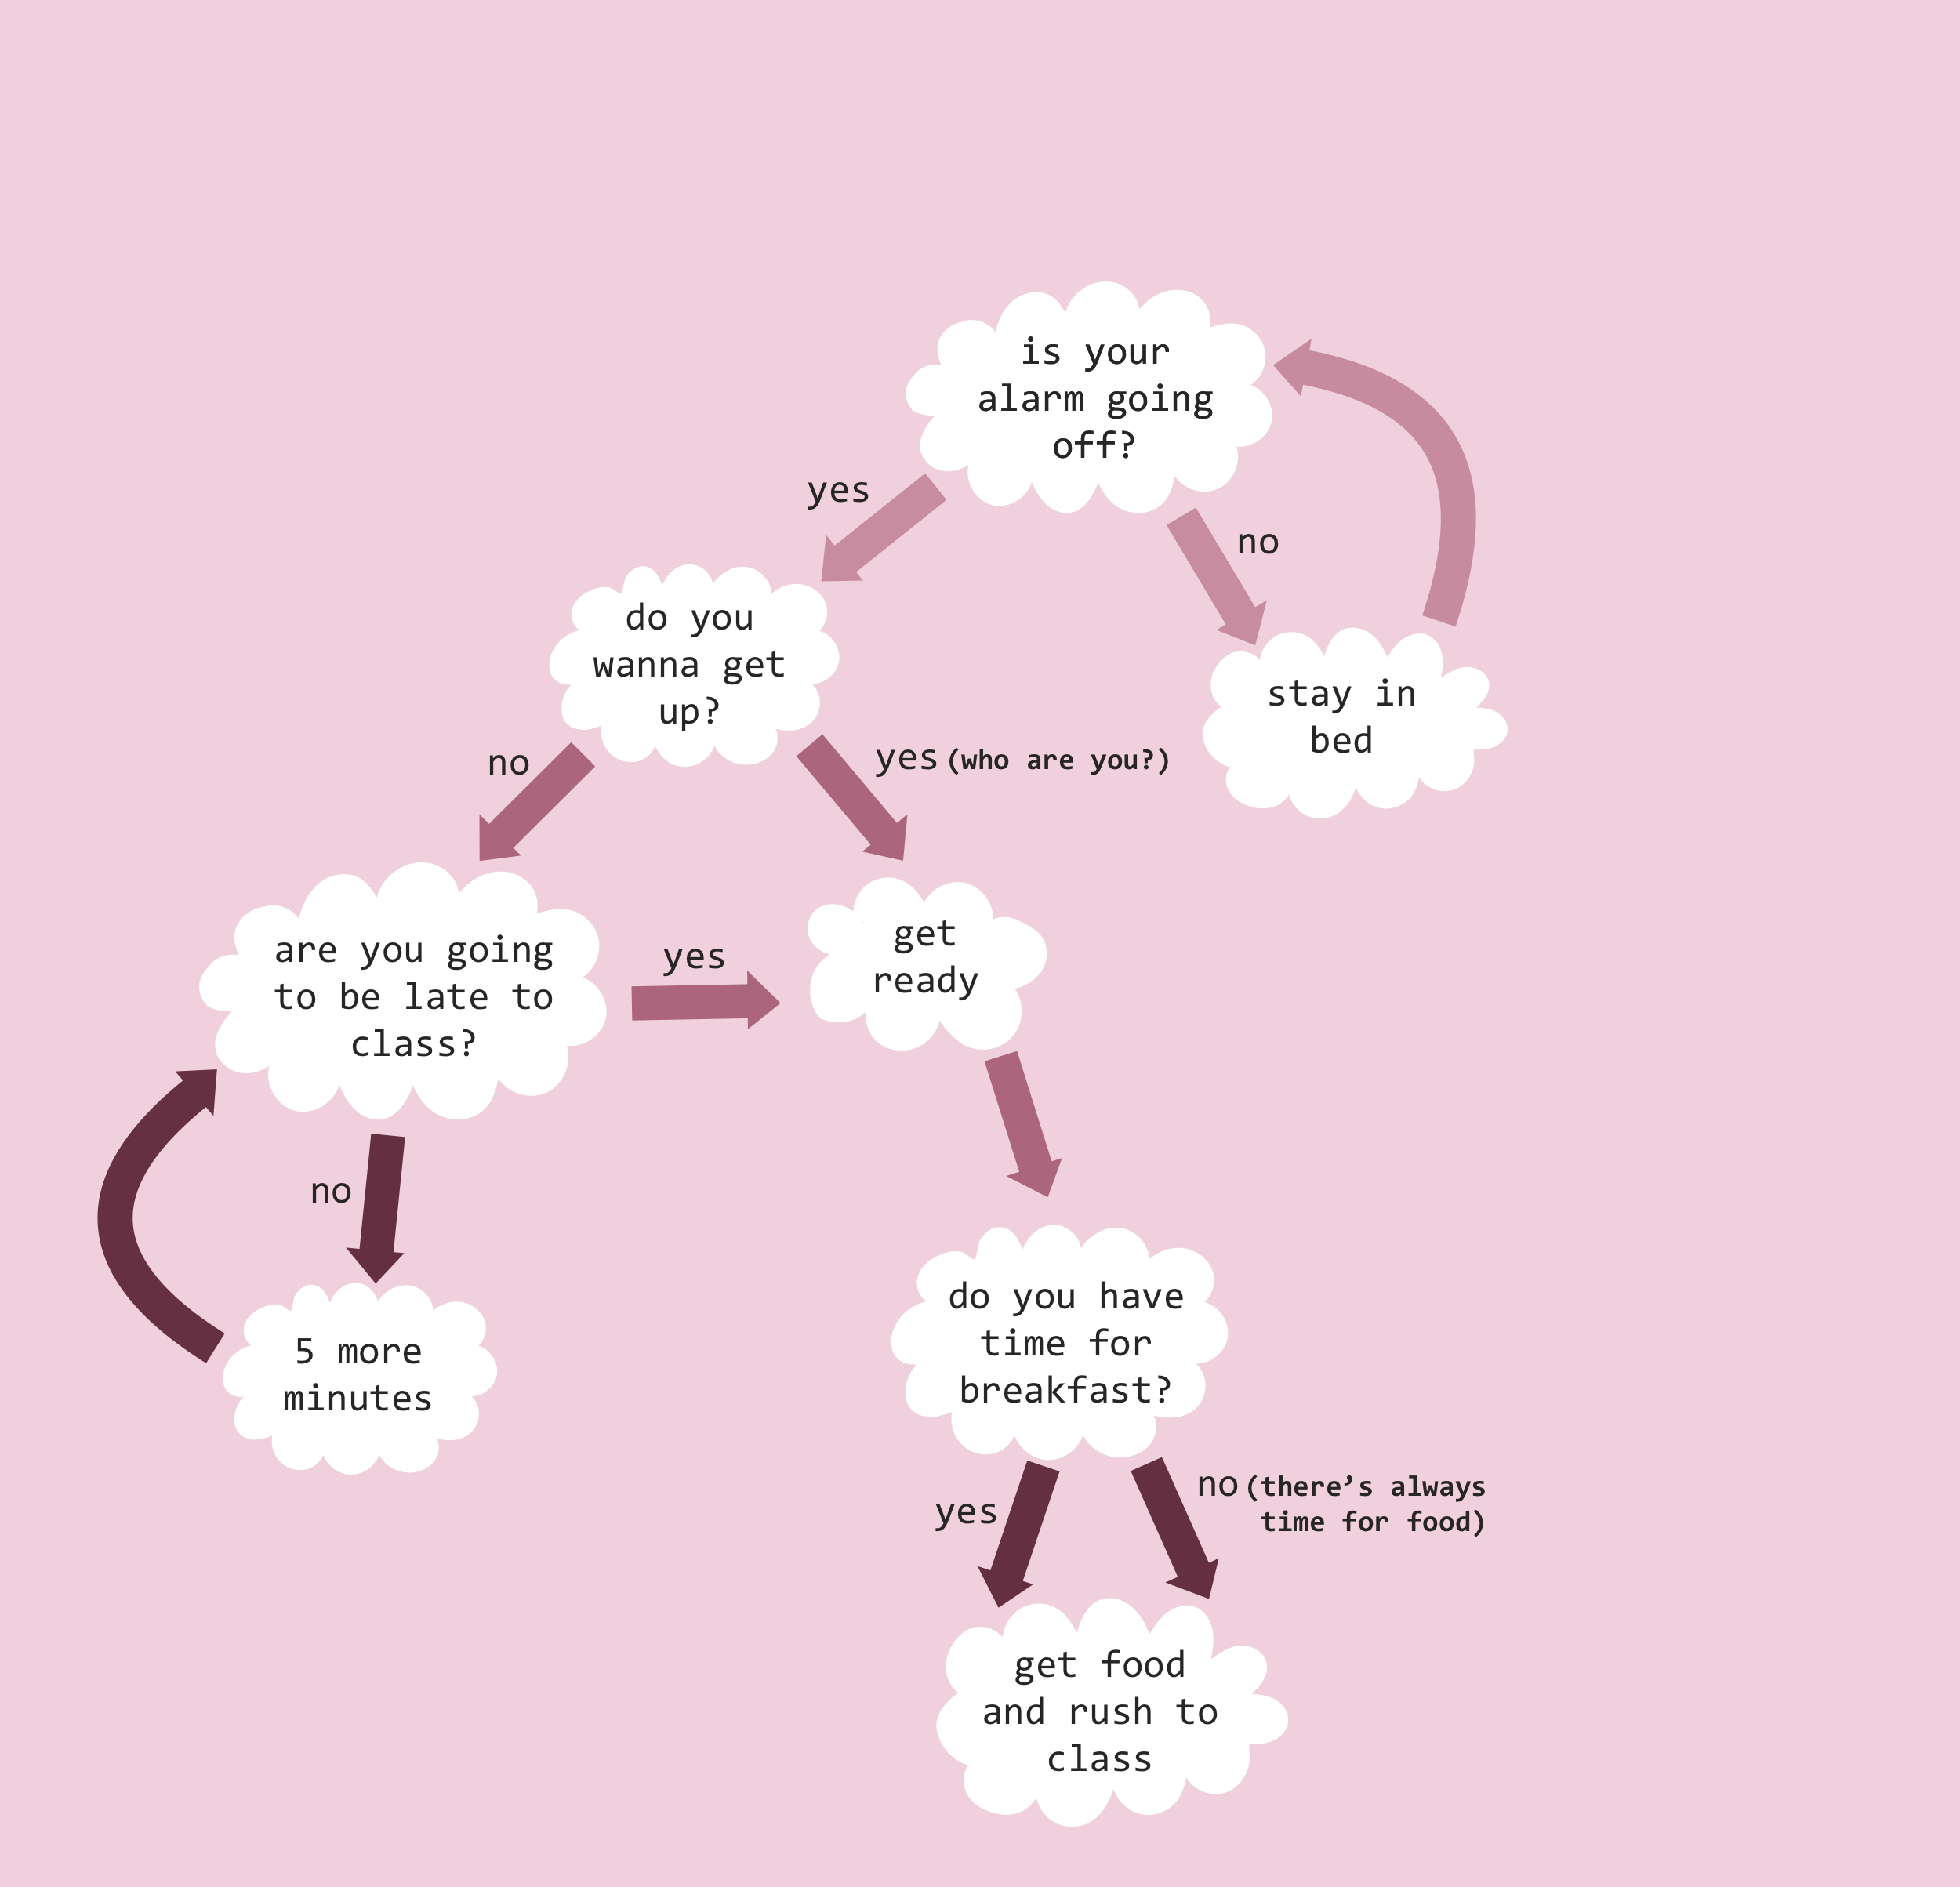 is your
alarm going
off?
yes
no
do you
wanna get
up?
stay in
bed
no
yes (who are you?)
are you going
to be late to
class?
yes
get
ready
no
5 more
minutes
do you have
time for
breakfast?
yes
no (there’s always
time for food)
get food
and rush to
class